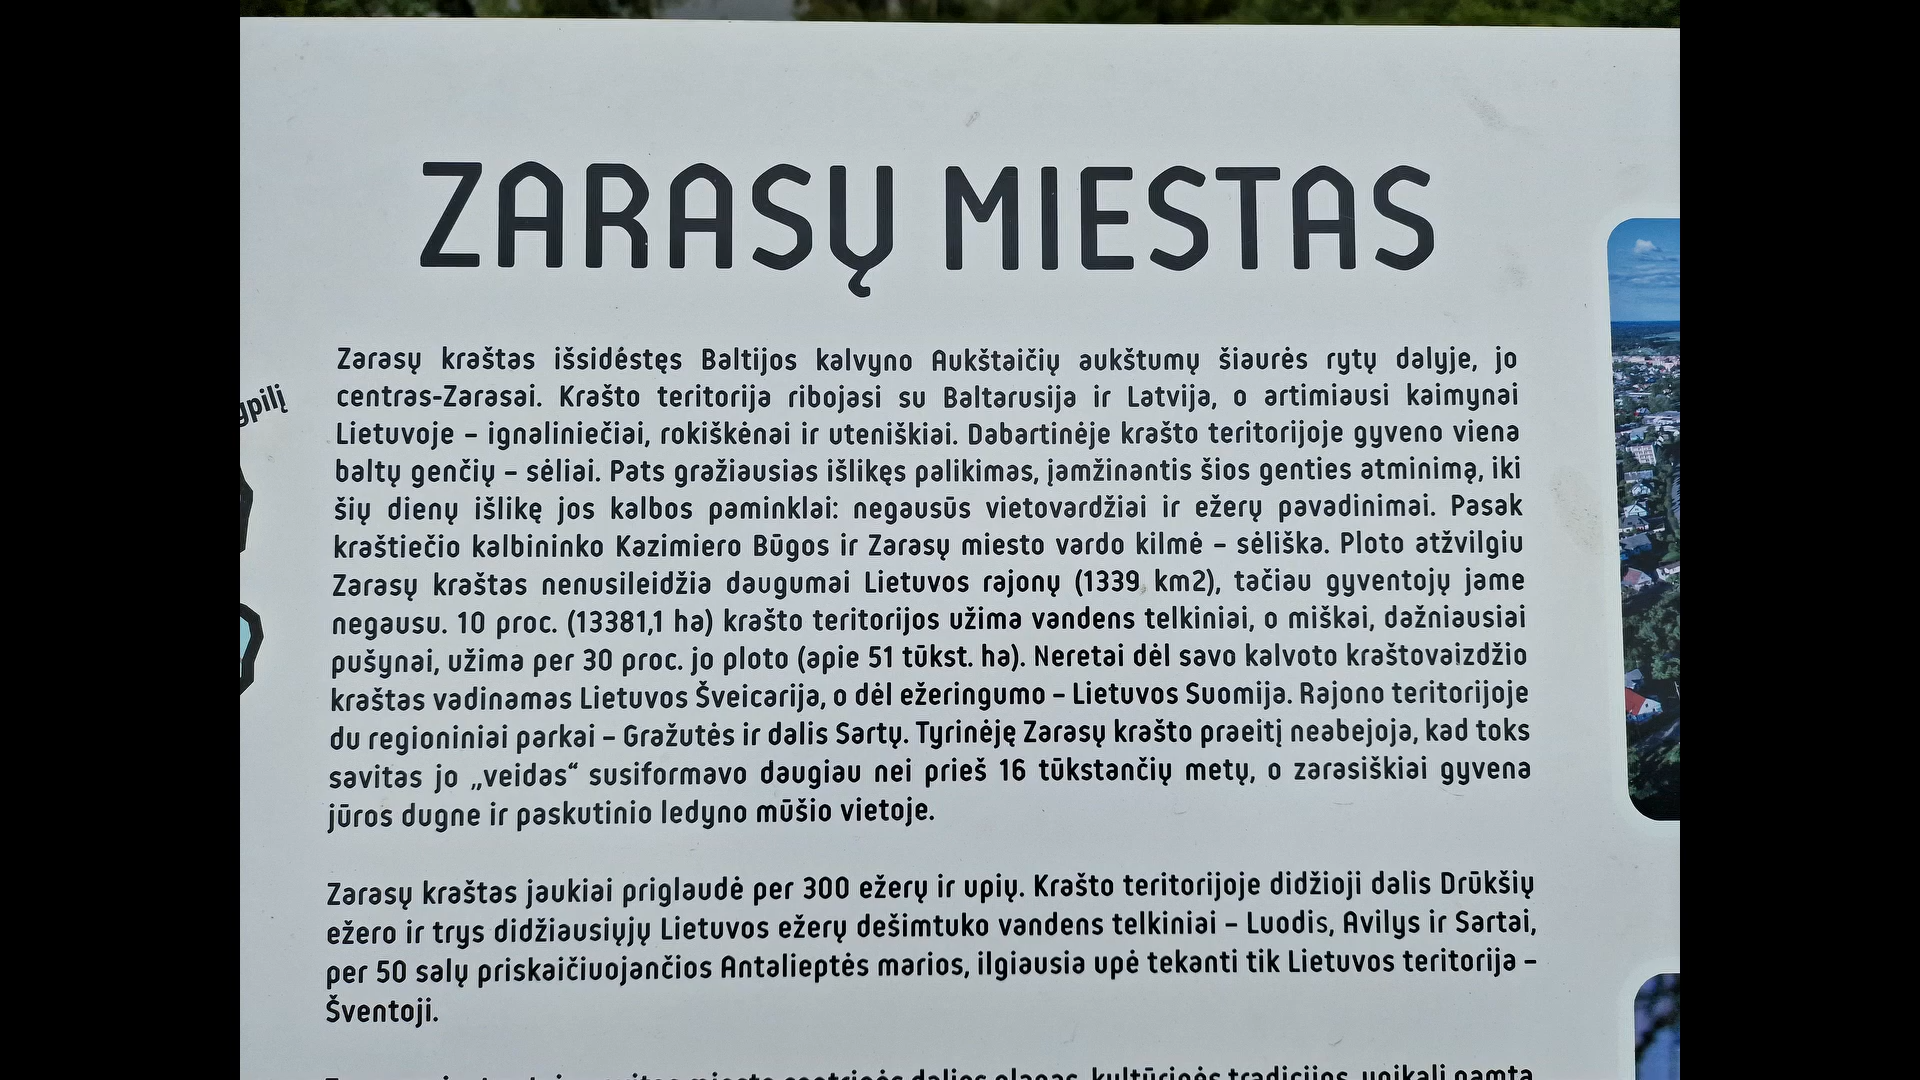 ZARASŲ MIESTAS
Zarasų kraštas išsidėstęs Baltijos kalvyno Aukštaičių aukštumų šiaurės rytų dalyje, jo
centras-Zarasai. Krašto teritorija ribojasi su Baltarusija ir Latvija, o artimiausi kaimynai
Lietuvoje – ignaliniečiai, rokiškėnai ir uteniškiai. Dabartinėje krašto teritorijoje gyveno viena
baltų genčių – sėliai. Pats gražiausias išlikęs palikimas, įamžinantis šios genties atminimą, iki
šių dienų išlikę jos kalbos paminklai: negausūs vietovardžiai ir ežerų pavadinimai. Pasak
kraštiečio kalbininko Kazimiero Būgos ir Zarasų miesto vardo kilmė – sėliška. Ploto atžvilgiu
Zarasų kraštas nenusileidžia daugumai Lietuvos rajonų (1339 km2), tačiau gyventojų jame
negausu. 10 proc. (13381,1 ha) krašto teritorijos užima vandens telkiniai, o miškai, dažniausiai
pušynai, užima per 30 proc. jo ploto (apie 51 tūkst. ha). Neretai dėl savo kalvoto kraštovaizdžio
kraštas vadinamas Lietuvos Šveicarija, o dėl ežeringumo – Lietuvos Suomija. Rajono teritorijoje
du regioniniai parkai – Gražutės ir dalis Sartų. Tyrinėję Zarasų krašto praeitį neabejoja, kad toks
savitas jo „veidas“ susiformavo daugiau nei prieš 16 tūkstančių metų, o zarasiškiai gyvena
jūros dugne ir paskutinio ledyno mūšio vietoje.
Zarasų kraštas jaukiai priglaudė per 300 ežerų ir upių. Krašto teritorijoje didžioji dalis Drūkšių
ežero ir trys didžiausiųjų Lietuvos ežerų dešimtuko vandens telkiniai – Luodis, Avilys ir Sartai,
per 50 salų priskaičiuojančios Antalieptės marios, ilgiausia upė tekanti tik Lietuvos teritorija –
Šventoji.